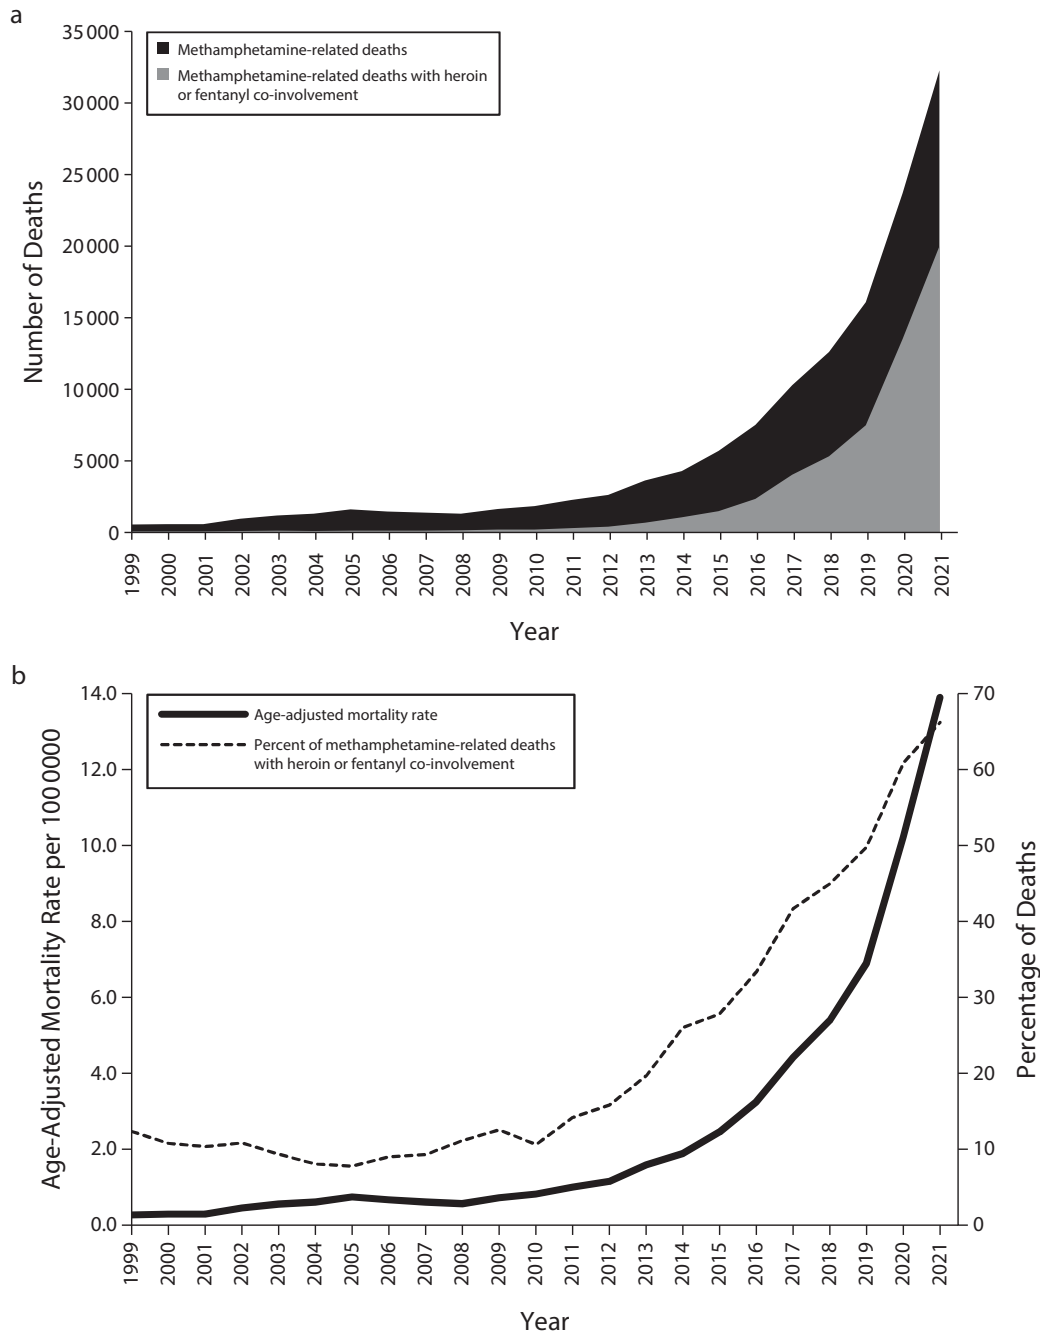 a
35 000
30 000
25 000
20 000
15 000
10 000
5 000
0
Number of Deaths
Methamphetamine-related deaths
Methamphetamine-related deaths with heroin
or fentanyl co-involvement
1999 2000 2001 2002 2003 2004 2005 2006 2007 2008 2009 2010 2011 2012 2013 2014 2015 2016 2017 2018 2019 2020 2021
Year
b
14.0
12.0
10.0
8.0
6.0
4.0
2.0
0.0
Age-Adjusted Mortality Rate per 100 0000
Age-adjusted mortality rate
Percent of methamphetamine-related deaths
with heroin or fentanyl co-involvement
70
60
50
40
30
20
10
0
Percentage of Deaths
1999 2000 2001 2002 2003 2004 2005 2006 2007 2008 2009 2010 2011 2012 2013 2014 2015 2016 2017 2018 2019 2020 2021
Year